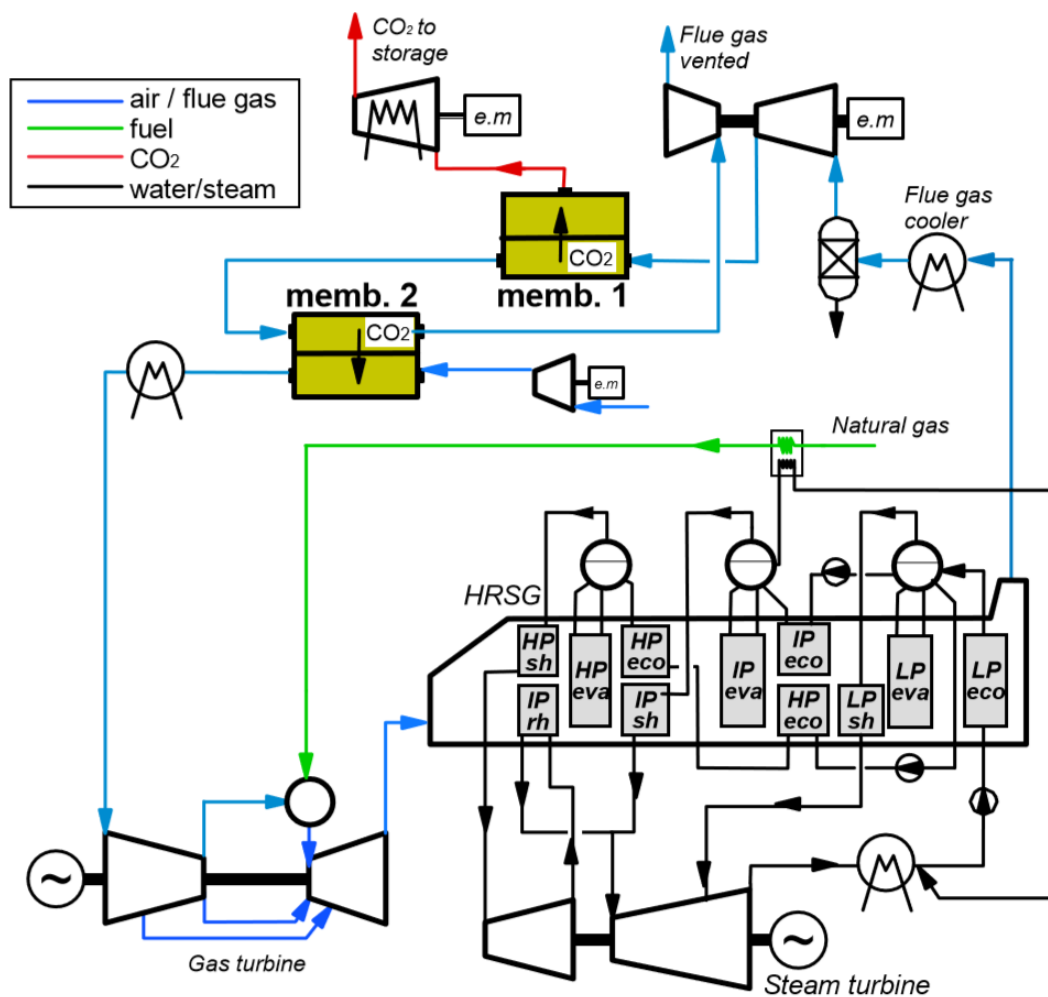 CO2 to
storage
Flue gas
vented
air / flue gas
fuel
CO2
water/steam
e.m
e.m
Flue gas
cooler
CO2
memb. 2
memb. 1
CO2
e.m
Natural gas
HRSG
HP
sh
HP
eva
HP
eco
IP
rh
IP
sh
IP
eva
IP
eco
HP
eco
LP
sh
LP
eva
LP
eco
~
Gas turbine
~
Steam turbine